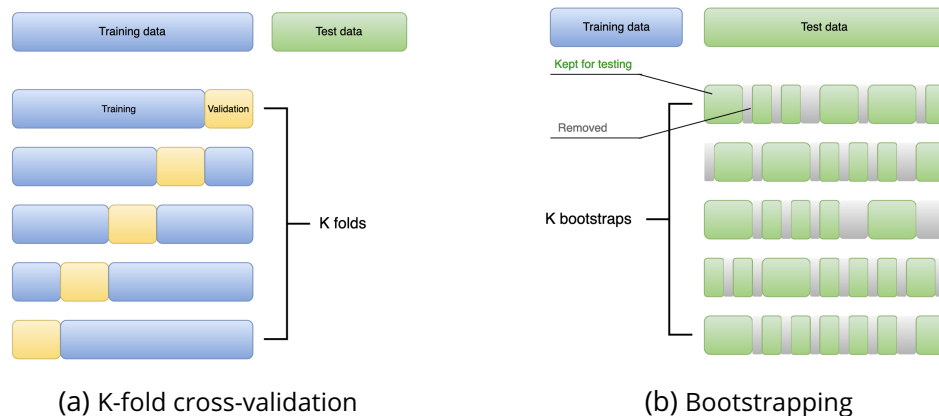 Training data
Test data
Training
Validation
K folds
(a) K-fold cross-validation
Training data
Test data
Kept for testing
Removed
K bootstraps
(b) Bootstrapping